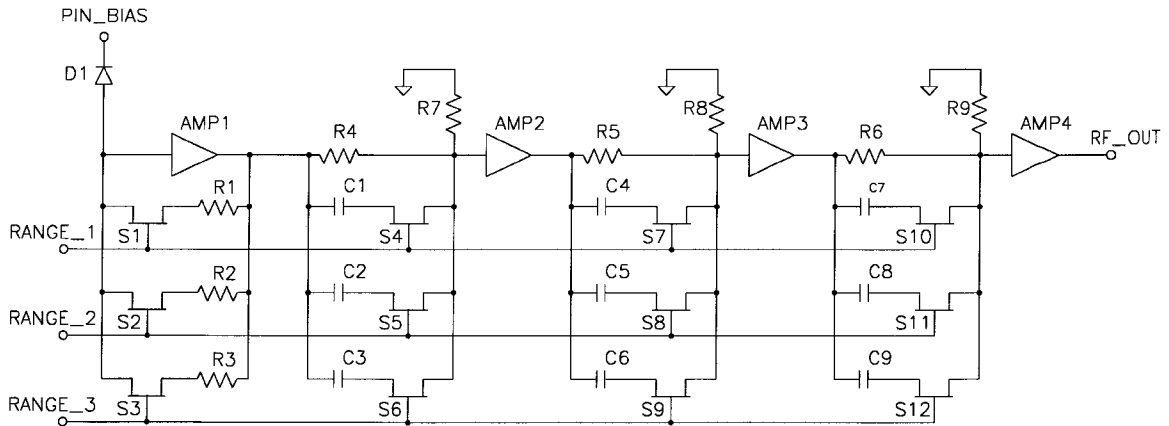 PIN_BIAS
D1
AMP1
R4
R7
AMP2
R5
R8
AMP3
R6
R9
AMP4
RF_OUT
R1
C1
C4
C7
RANGE_1
S1
S4
S7
S10
R2
C2
C5
C8
RANGE_2
S2
S5
S8
S11
R3
C3
C6
C9
RANGE_3
S3
S6
S9
S12